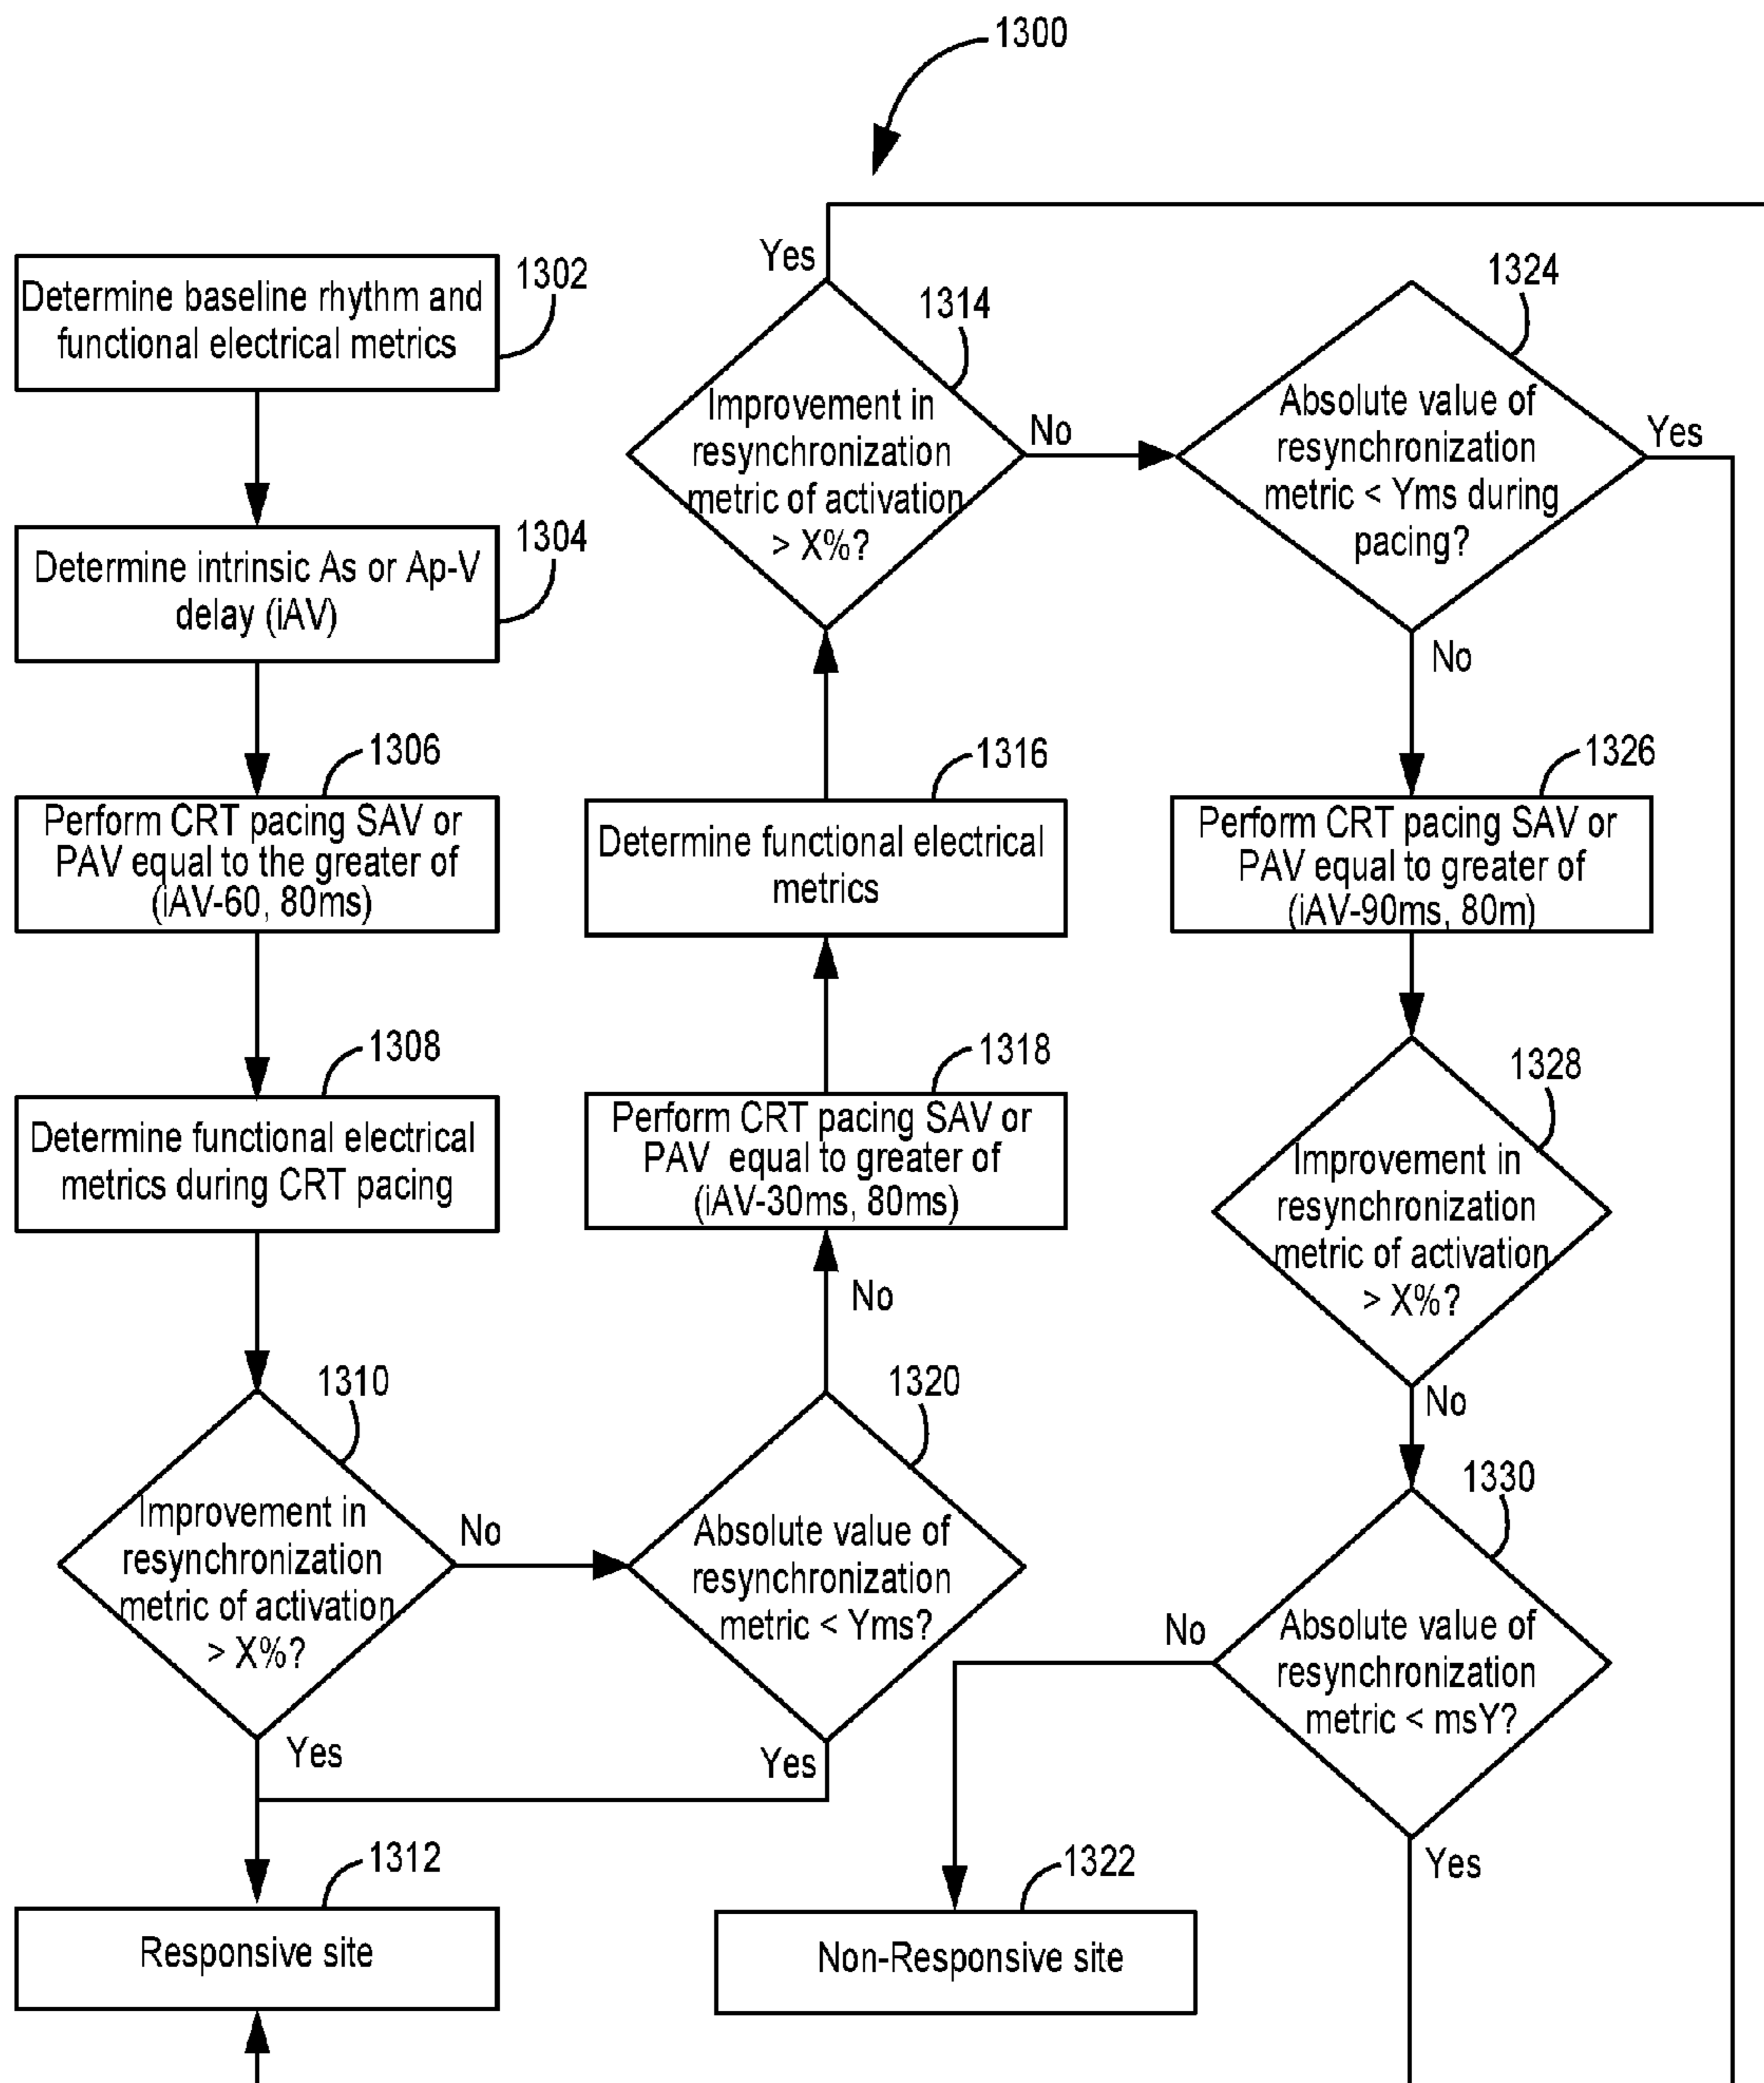 1300
Determine baseline rhythm and
functional electrical metrics
1302
Determine intrinsic As or Ap-V
delay (iAV)
1304
1306
Perform CRT pacing SAV or
PAV equal to the greater of
(iAV-60, 80ms)
1308
Determine functional electrical
metrics during CRT pacing
1310
Improvement in
resynchronization
metric of activation
> X%?
No
Yes
1312
Responsive site
1320
Absolute value of
resynchronization
metric < Yms?
No
Yes
1318
Perform CRT pacing SAV or
PAV equal to greater of
(iAV-30ms, 80ms)
1316
Determine functional electrical
metrics
1314
Improvement in
resynchronization
metric of activation
> X%?
Yes
No
1324
Absolute value of
resynchronization
metric < Yms during
pacing?
Yes
No
1326
Perform CRT pacing SAV or
PAV equal to greater of
(iAV-90ms, 80m)
1328
Improvement in
resynchronization
metric of activation
> X%?
No
1330
Absolute value of
resynchronization
metric < msY?
No
Yes
1322
Non-Responsive site